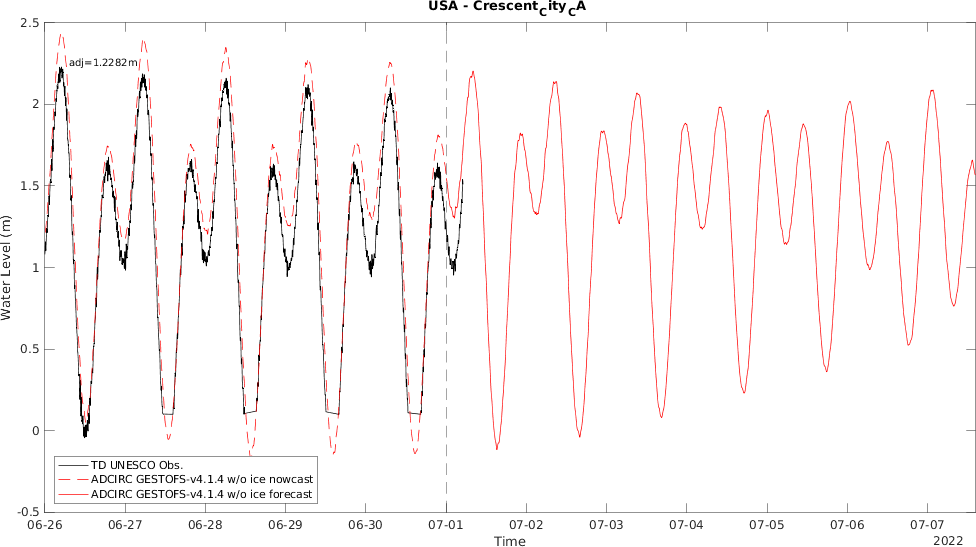 USA - CrescentCityCA
2.5
adj=1.2282m
2
1.5
1
0.5
0
-0.5
Water Level (m)
TD UNESCO Obs.
ADCIRC GESTOFS-v4.1.4 w/o ice nowcast
ADCIRC GESTOFS-v4.1.4 w/o ice forecast
06-26 06-27 06-28 06-29 06-30 07-01 07-02 07-03 07-04 07-05 07-06 07-07
Time
2022